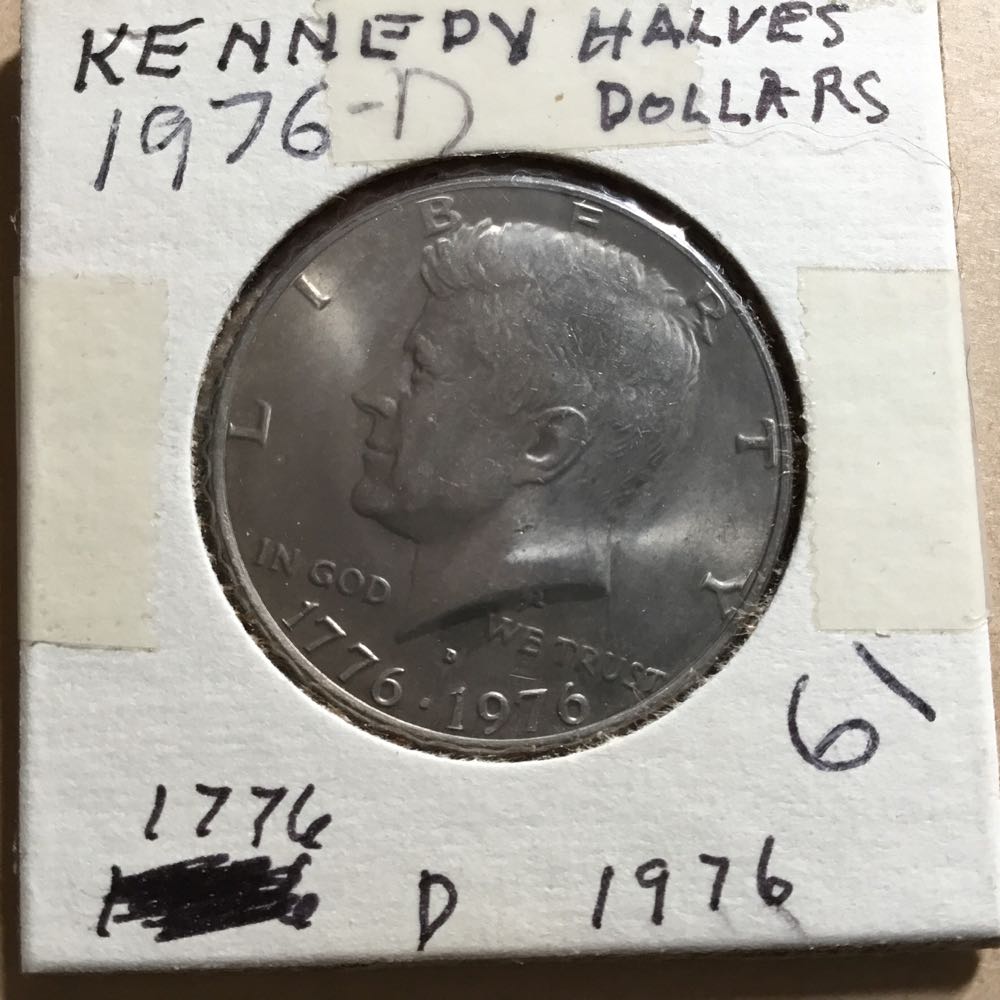 KENNEDY HALVES
1976-D DOLLARS
LIBERTY
IN GOD WE TRUST
D
1776 · 1976
61
1776
D 1976